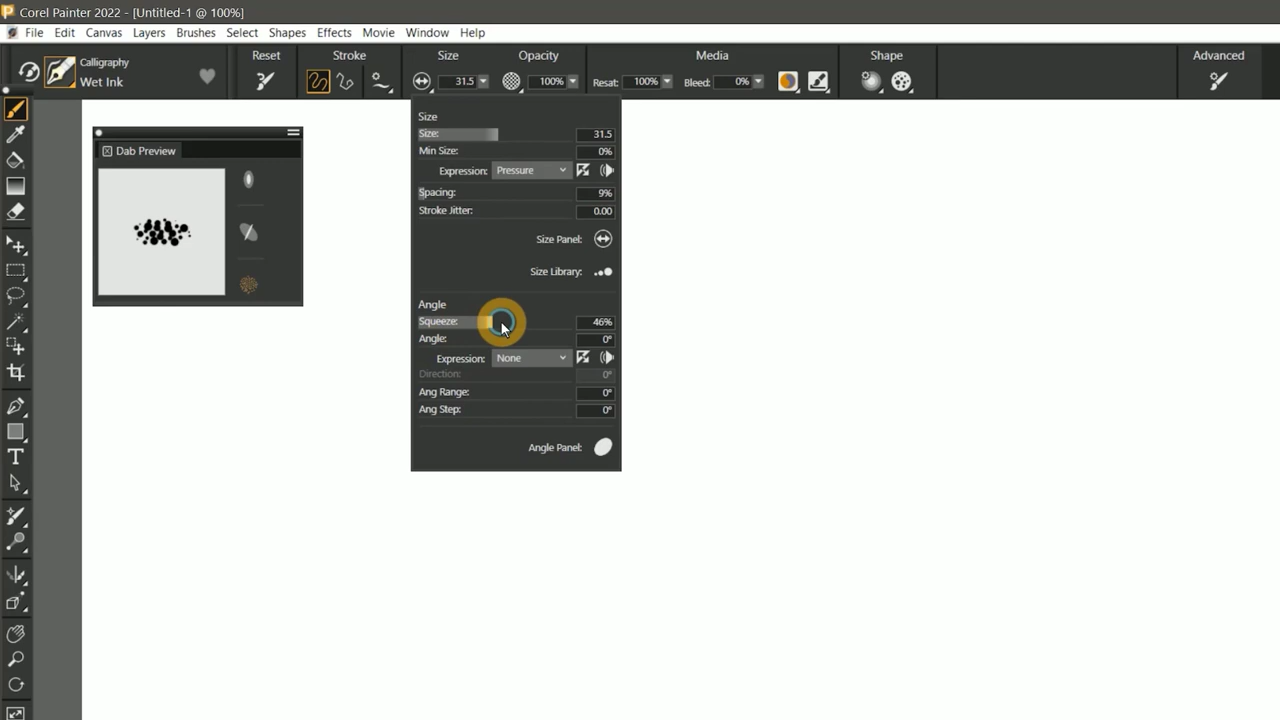 Corel Painter 2022 - [Untitled-1 @ 100%]
File Edit Canvas Layers Brushes Select Shapes Effects Movie Window Help
Calligraphy
Wet Ink
Reset
Stroke
Size
31.5
Opacity
100%
Media
Resat: 100%
Bleed: 0%
Shape
Advanced
Dab Preview
Size
Size: 31.5
Min Size: 0%
Expression: Pressure
Spacing: 9%
Stroke Jitter: 0.00
Size Panel:
Size Library:
Angle
Squeeze: 46%
Angle: 0°
Expression: None
Direction: 0°
Ang Range: 0°
Ang Step: 0°
Angle Panel:
T